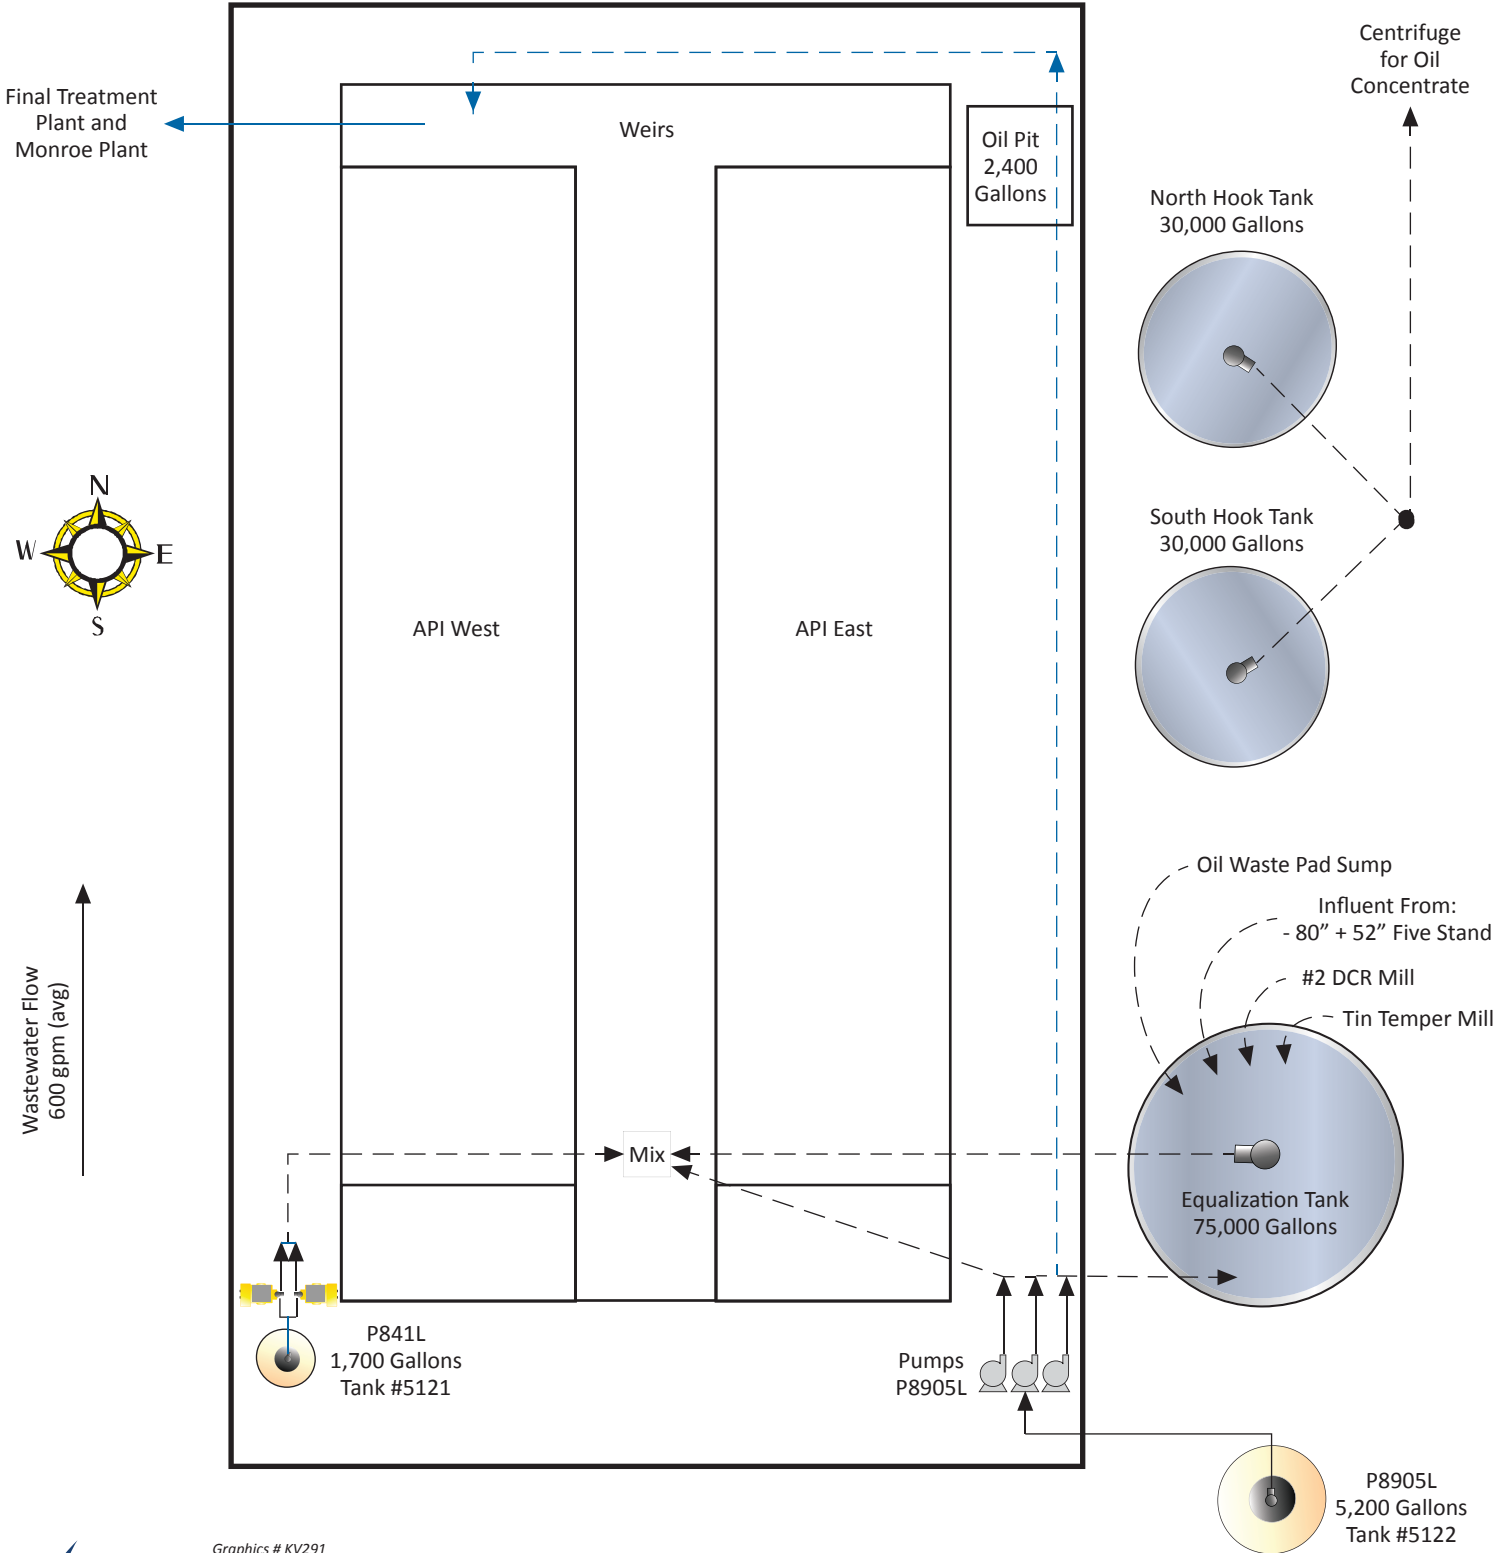 Centrifuge
for Oil
Concentrate
Final Treatment
Plant and
Monroe Plant
Weirs
Oil Pit
2,400
Gallons
North Hook Tank
30,000 Gallons
N
W
E
S
South Hook Tank
30,000 Gallons
API West
API East
Oil Waste Pad Sump
Influent From:
- 80” + 52” Five Stand
#2 DCR Mill
Tin Temper Mill
Wastewater Flow
600 gpm (avg)
Mix
Equalization Tank
75,000 Gallons
P841L
1,700 Gallons
Tank #5121
Pumps
P8905L
P8905L
5,200 Gallons
Tank #5122
Graphics # KV291